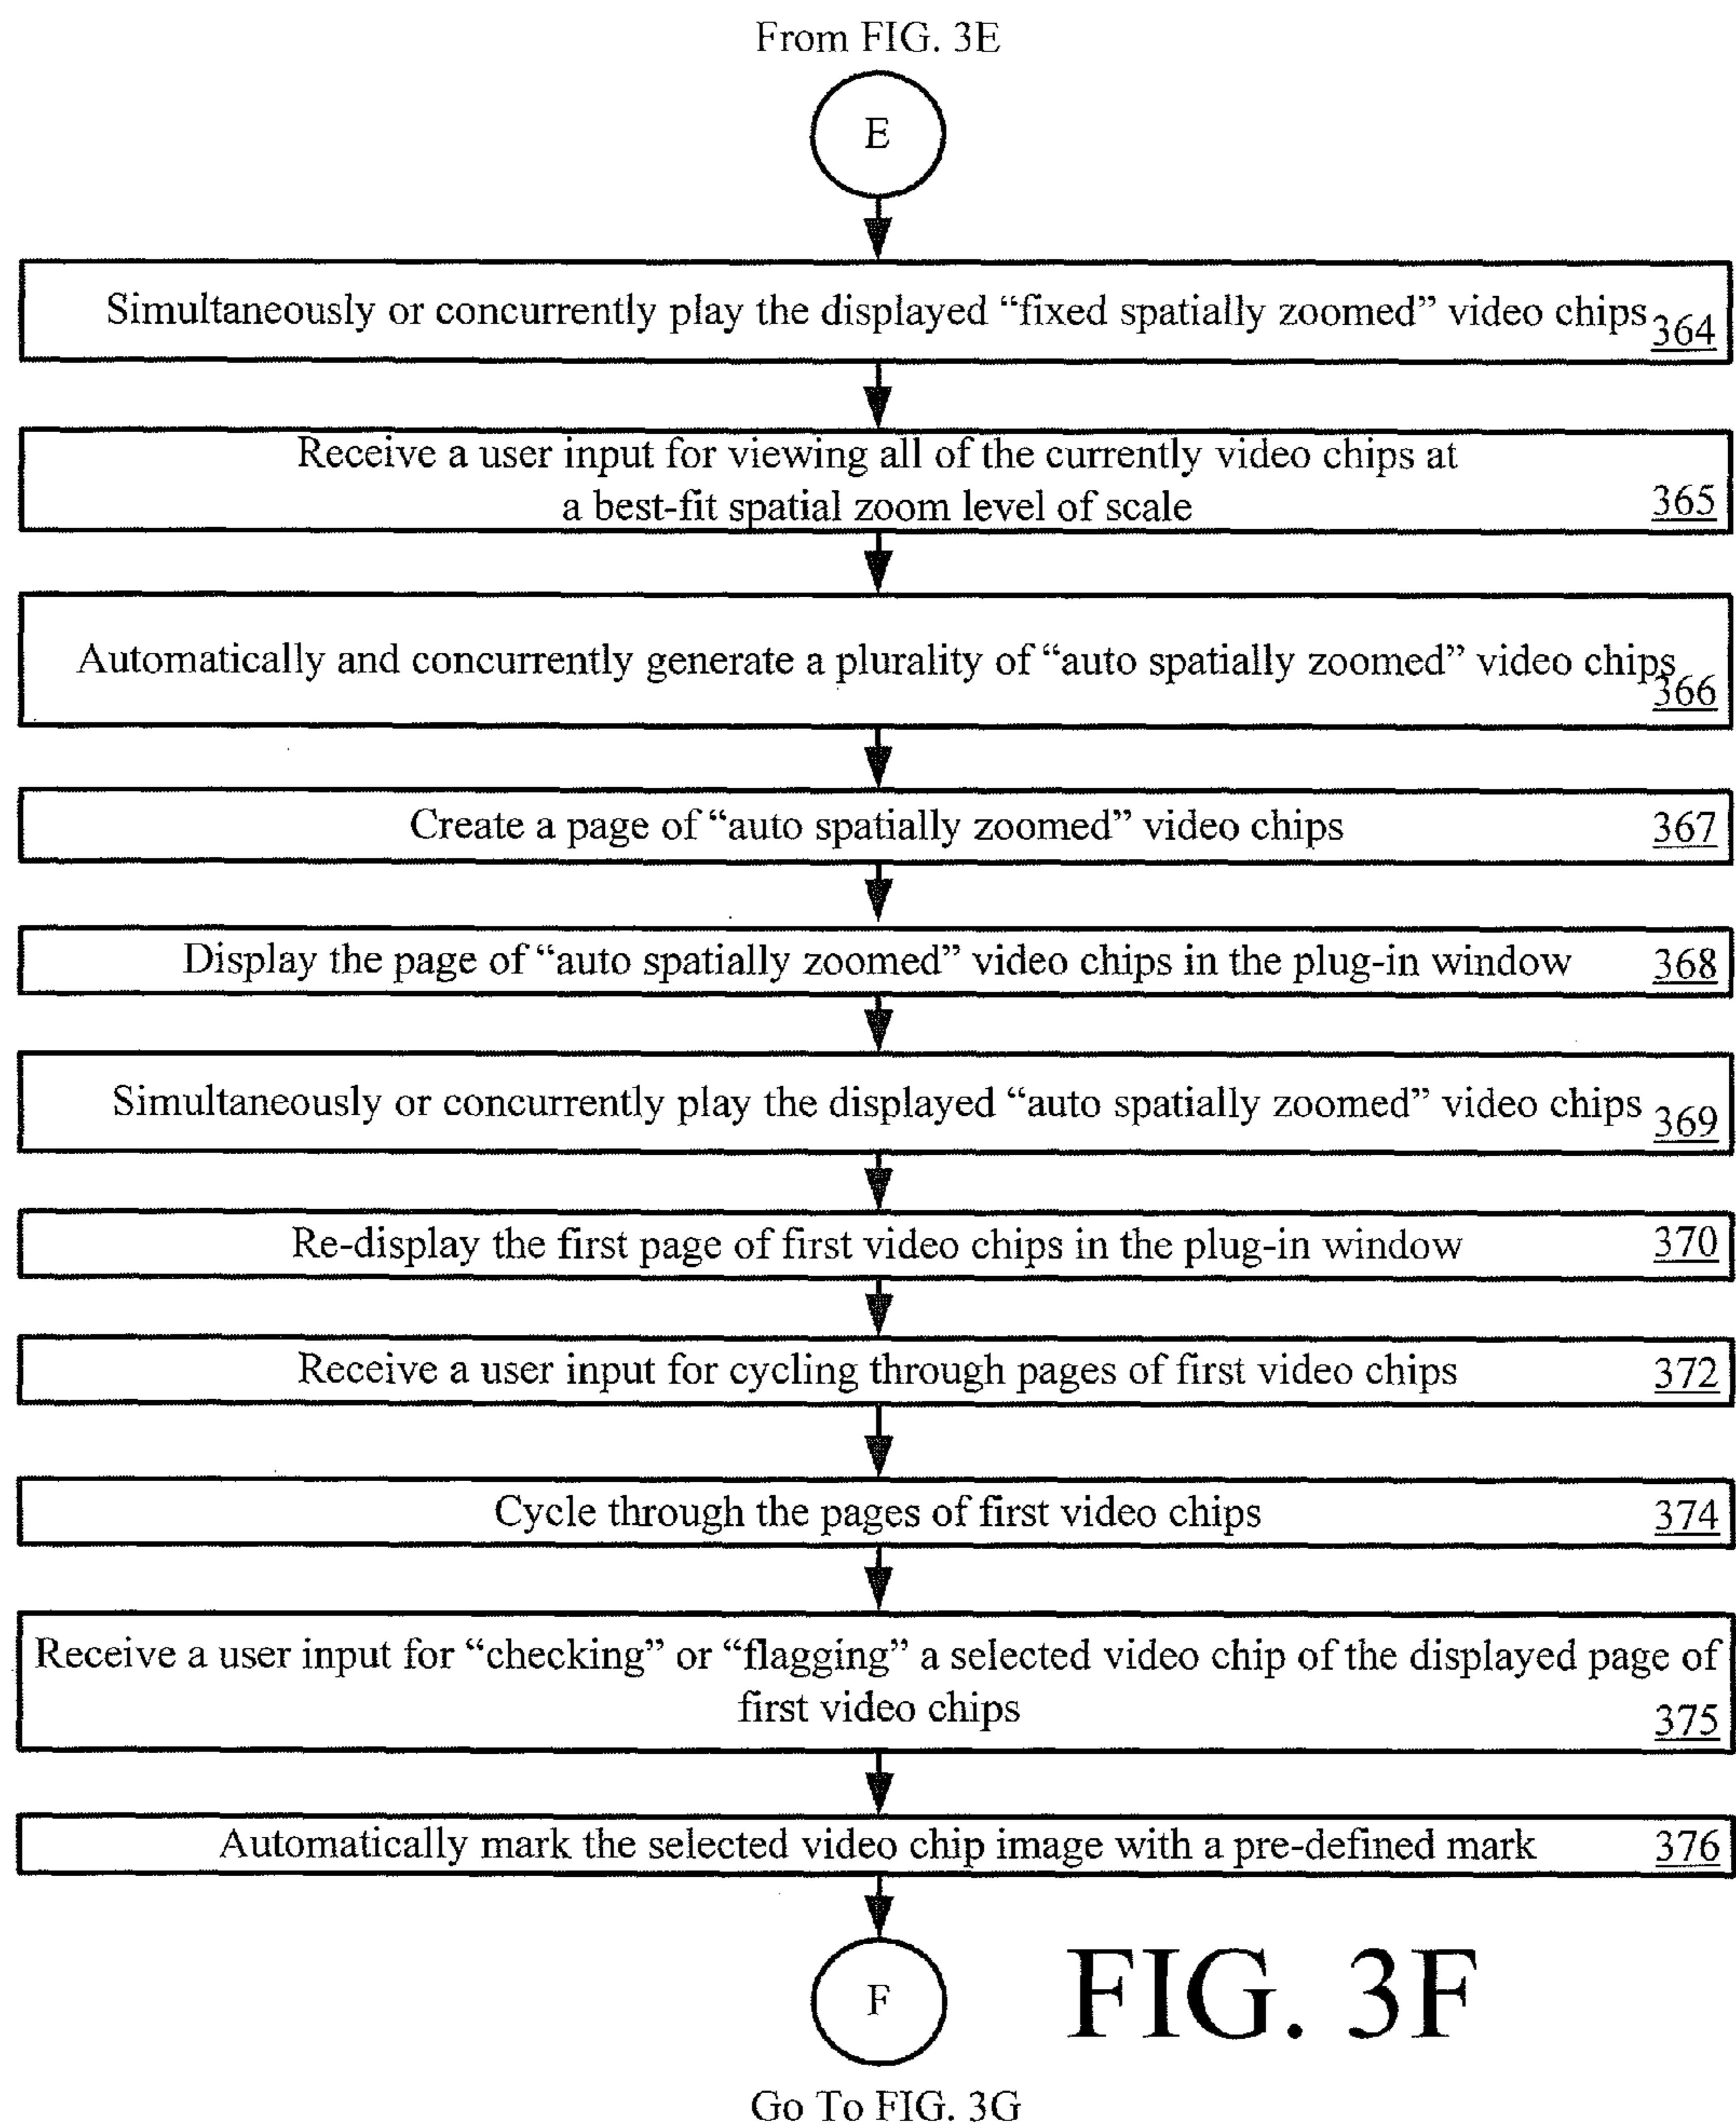 From FIG. 3E
E
Simultaneously or concurrently play the displayed “fixed spatially zoomed” video chips 364
Receive a user input for viewing all of the currently video chips at
a best-fit spatial zoom level of scale 365
Automatically and concurrently generate a plurality of “auto spatially zoomed” video chips 366
Create a page of “auto spatially zoomed” video chips 367
Display the page of “auto spatially zoomed” video chips in the plug-in window 368
Simultaneously or concurrently play the displayed “auto spatially zoomed” video chips 369
Re-display the first page of first video chips in the plug-in window 370
Receive a user input for cycling through pages of first video chips 372
Cycle through the pages of first video chips 374
Receive a user input for “checking” or “flagging” a selected video chip of the displayed page of
first video chips 375
Automatically mark the selected video chip image with a pre-defined mark 376
F
FIG. 3F
Go To FIG. 3G